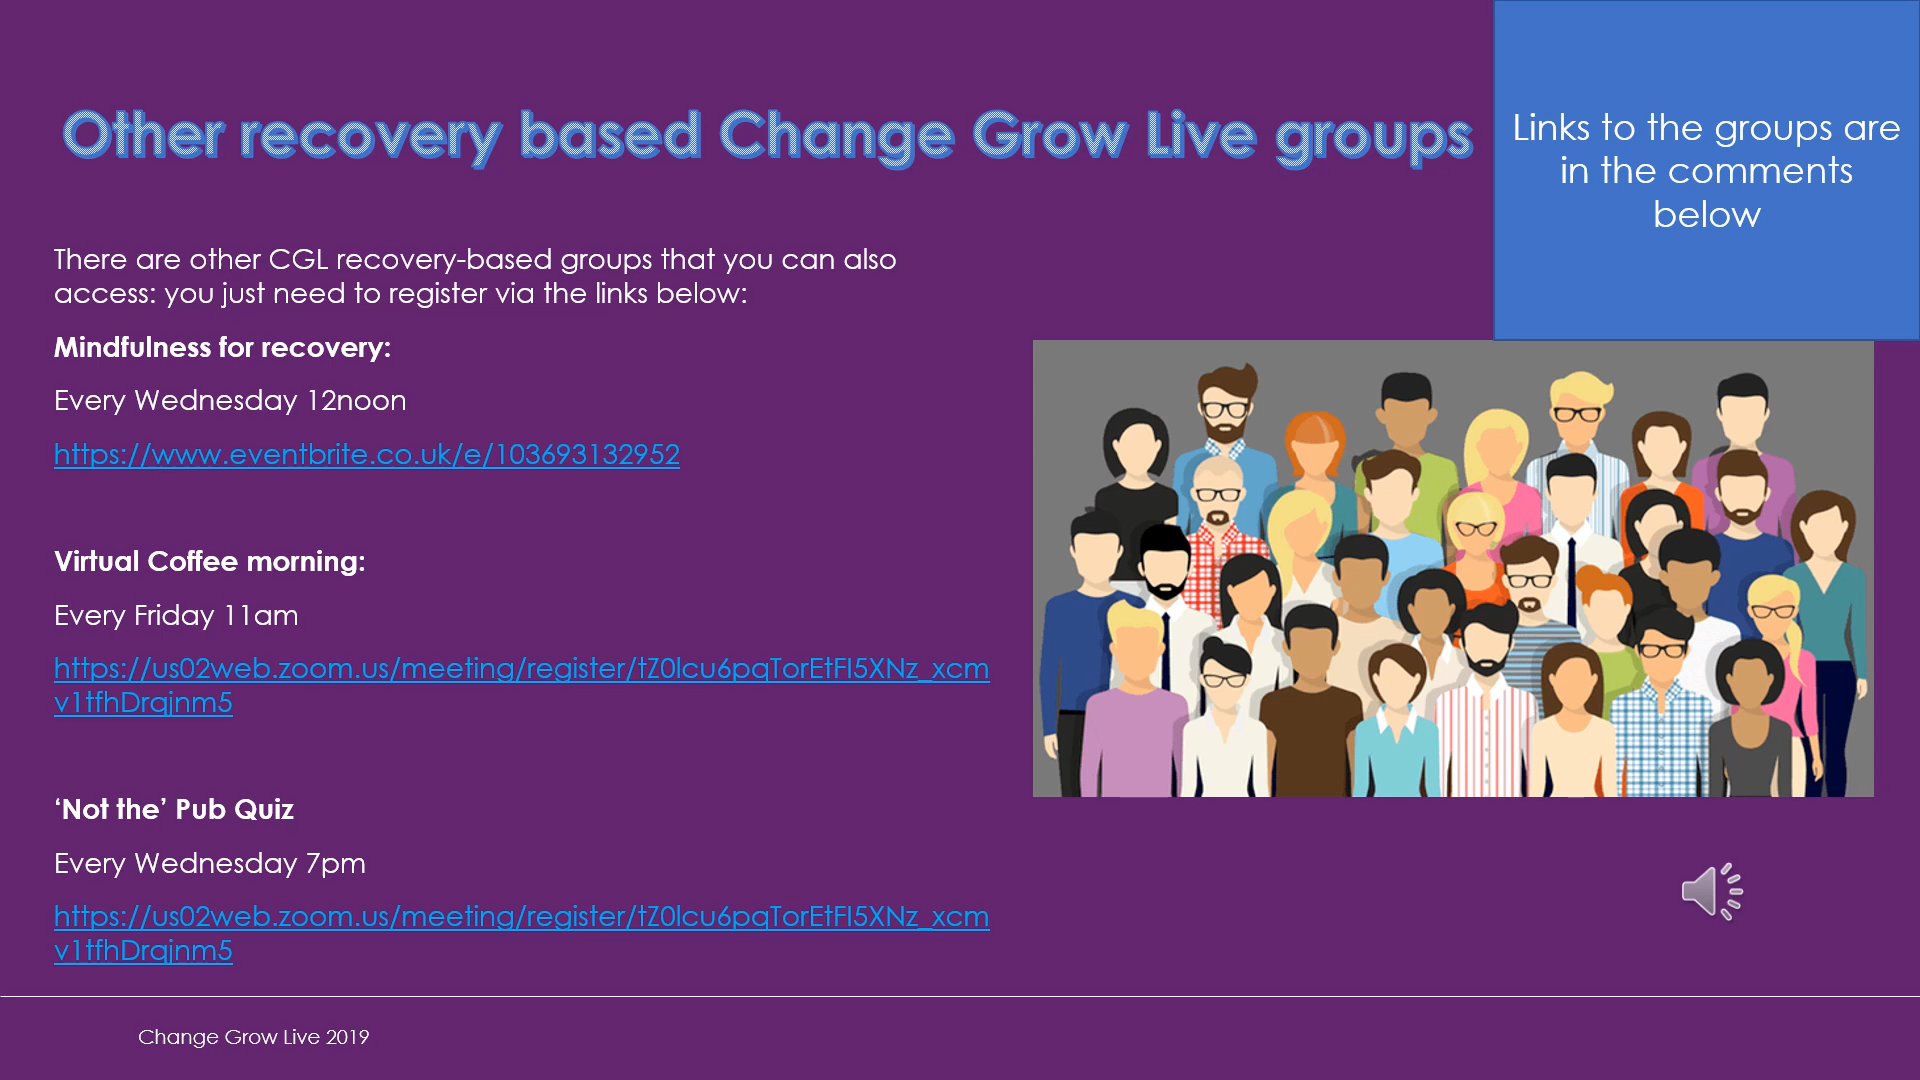 Other recovery based Change Grow Live groups
Links to the groups are
in the comments
below
There are other CGL recovery-based groups that you can also
access: you just need to register via the links below:
Mindfulness for recovery:
Every Wednesday 12noon
https://www.eventbrite.co.uk/e/103693132952
Virtual Coffee morning:
Every Friday 11am
https://us02web.zoom.us/meeting/register/tZ0lcu6pqTorEtFI5XNz_xcm
v1tfhDrqjnm5
‘Not the’ Pub Quiz
Every Wednesday 7pm
https://us02web.zoom.us/meeting/register/tZ0lcu6pqTorEtFI5XNz_xcm
v1tfhDrqjnm5
Change Grow Live 2019